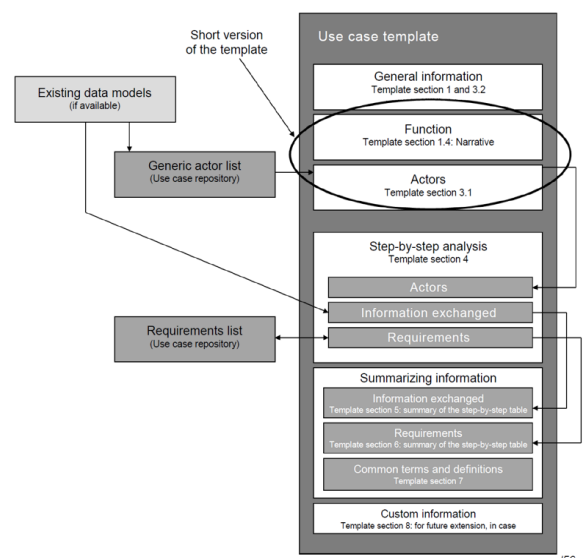 Short version
of the template
Use case template
General information
Template section 1 and 3.2
Existing data models
(if available)
Function
Template section 1.4: Narrative
Generic actor list
(Use case repository)
Actors
Template section 3.1
Step-by-step analysis
Template section 4
Actors
Information exchanged
Requirements list
(Use case repository)
Requirements
Summarizing information
Information exchanged
Template section 5: summary of the step-by-step table
Requirements
Template section 6: summary of the step-by-step table
Common terms and definitions
Template section 7
Custom information
Template section 8: for future extension, in case